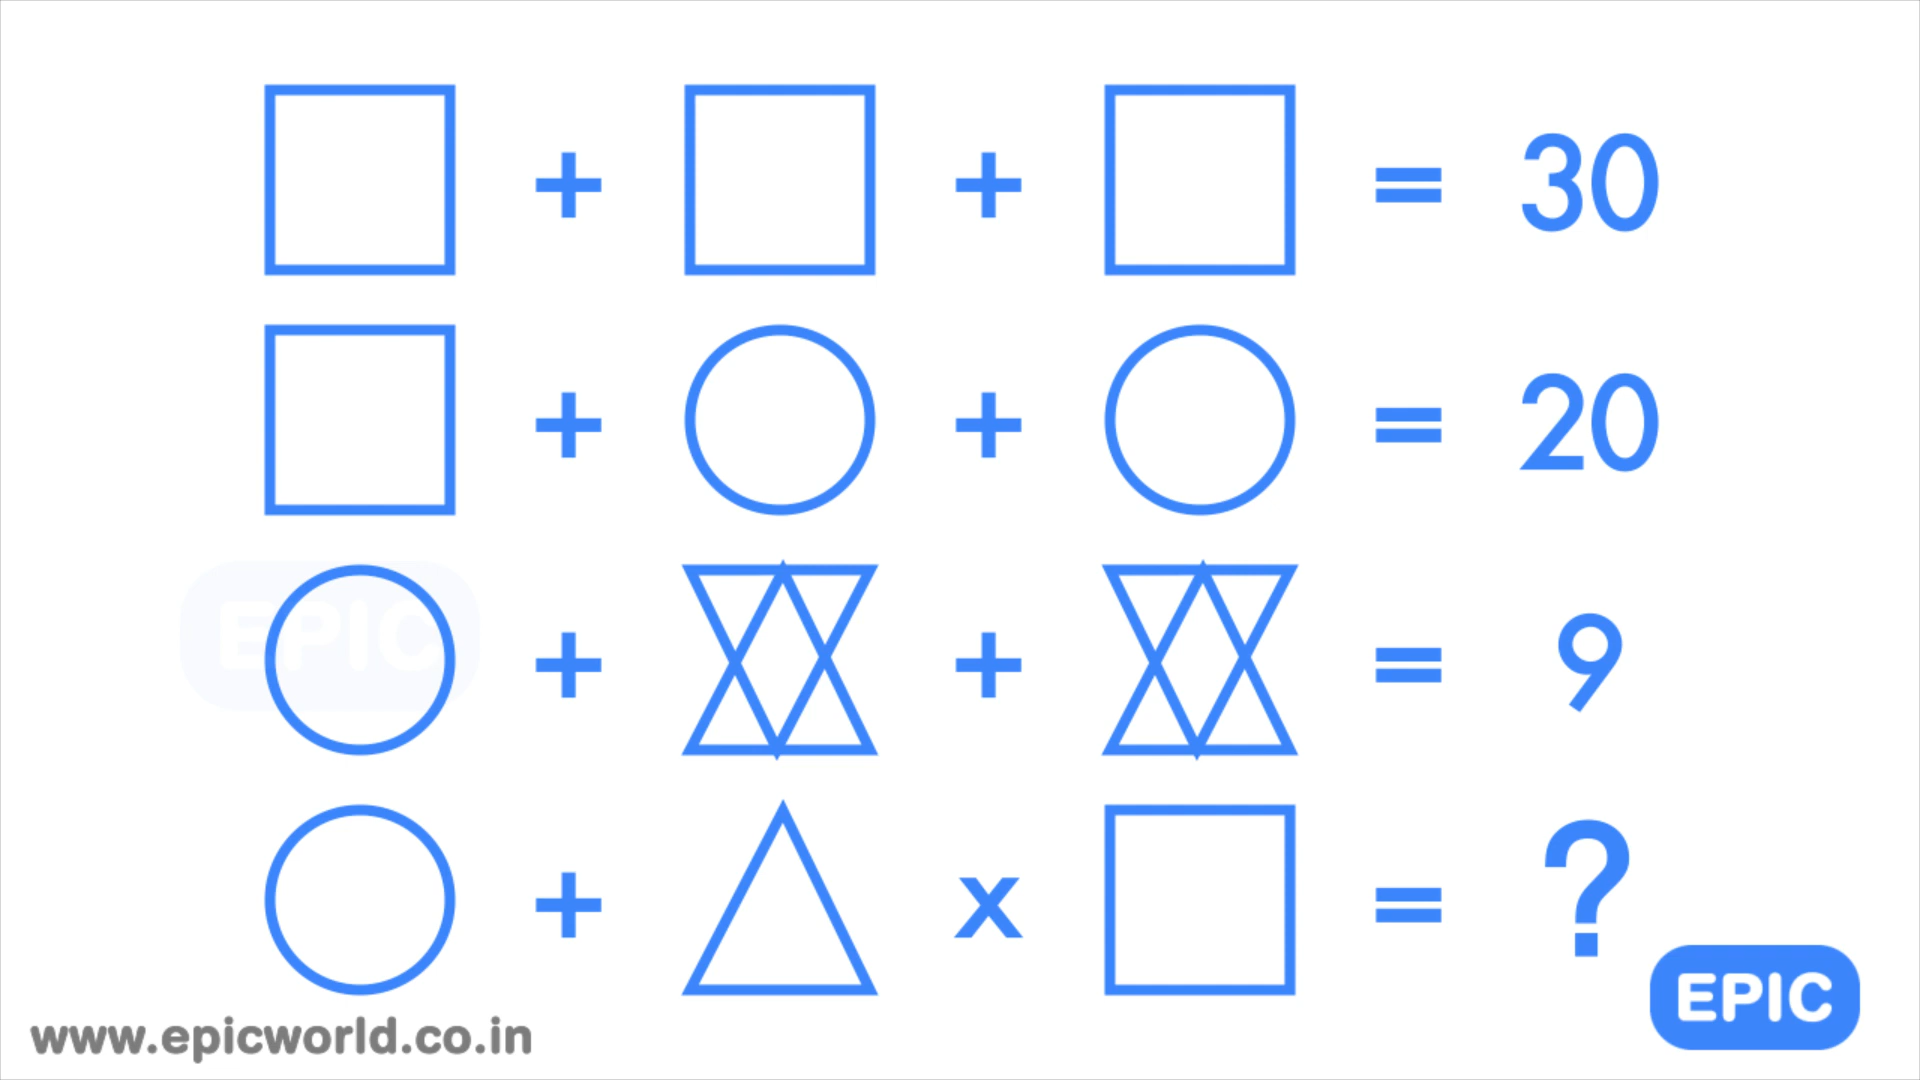 + + = 30
+ + = 20
EPIC
+ + = 9
+ x = ?
EPIC
www.epicworld.co.in